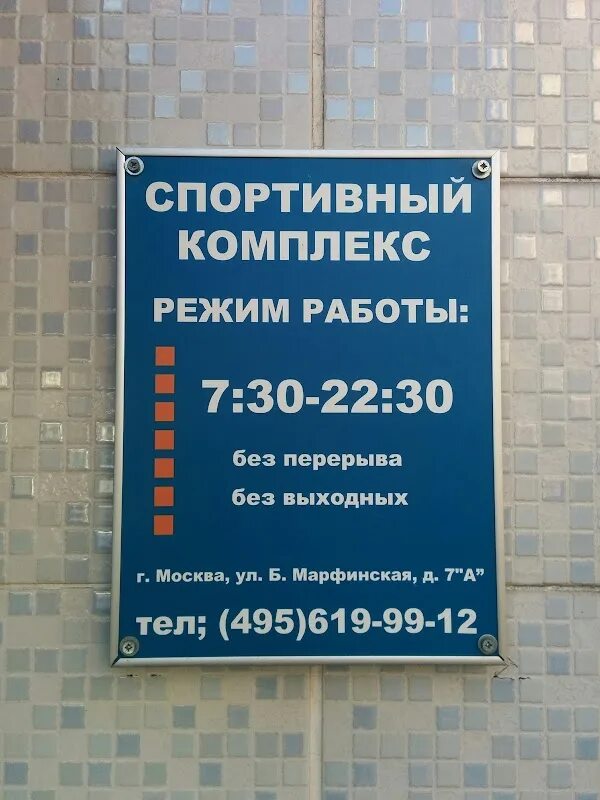 СПОРТИВНЫЙ
КОМПЛЕКС
РЕЖИМ РАБОТЫ:
7:30-22:30
без перерыва
без выходных
г. Москва, ул. Б. Марфинская, д. 7"А”
тел; (495)619-99-12